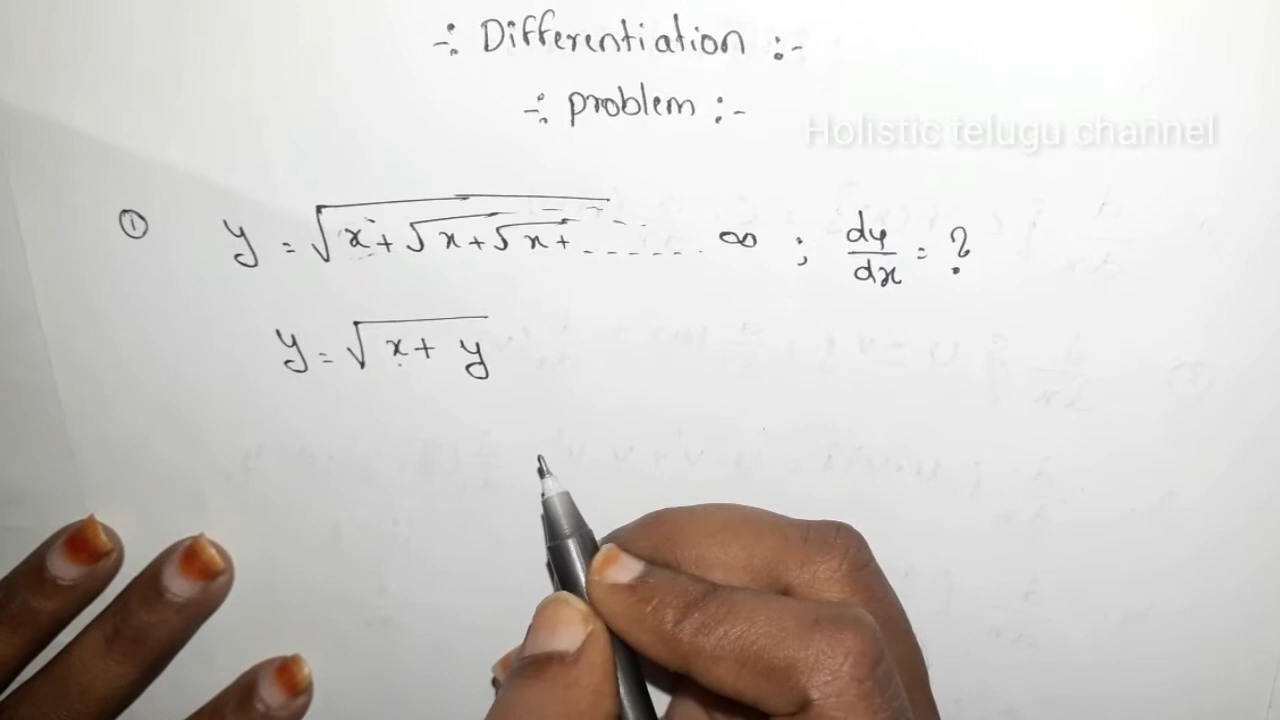 -: Differentiation :-
-: problem :-
Holistic telugu channel
① y = √x + √x + √x + ....... ∞ ; dy/dx = ?
y = √x + y